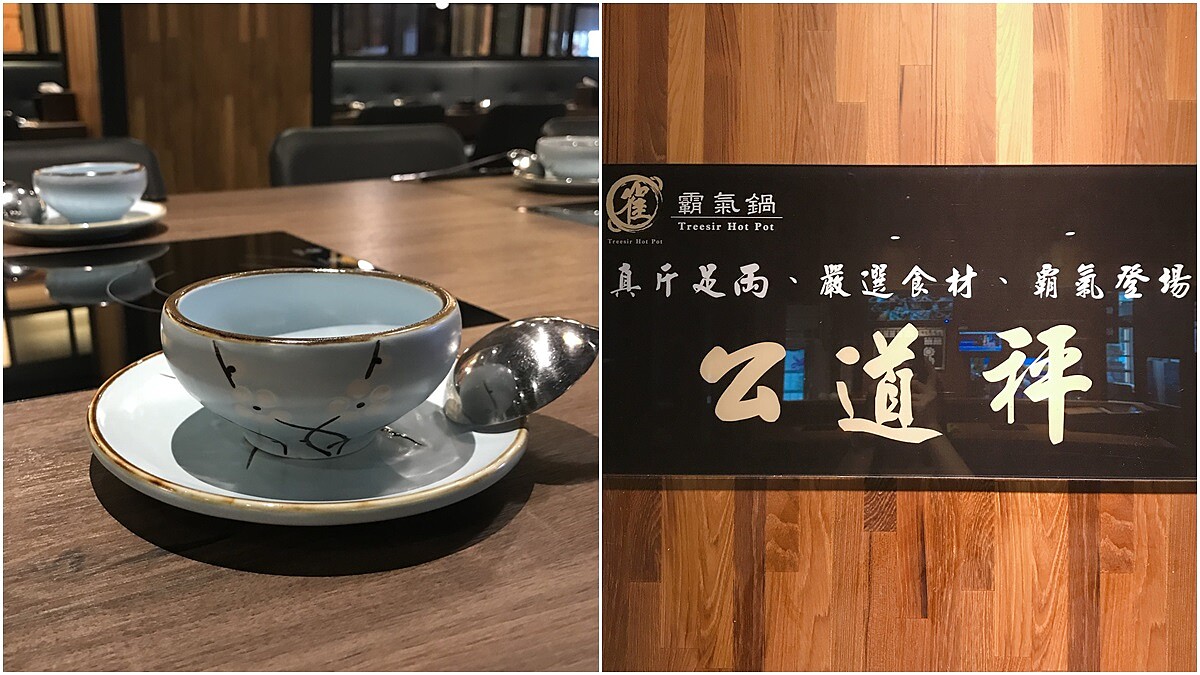 雀
Treesir Hot Pot
霸氣鍋
Treesir Hot Pot
真斤足両、嚴選食材、霸氣登場
公道秤